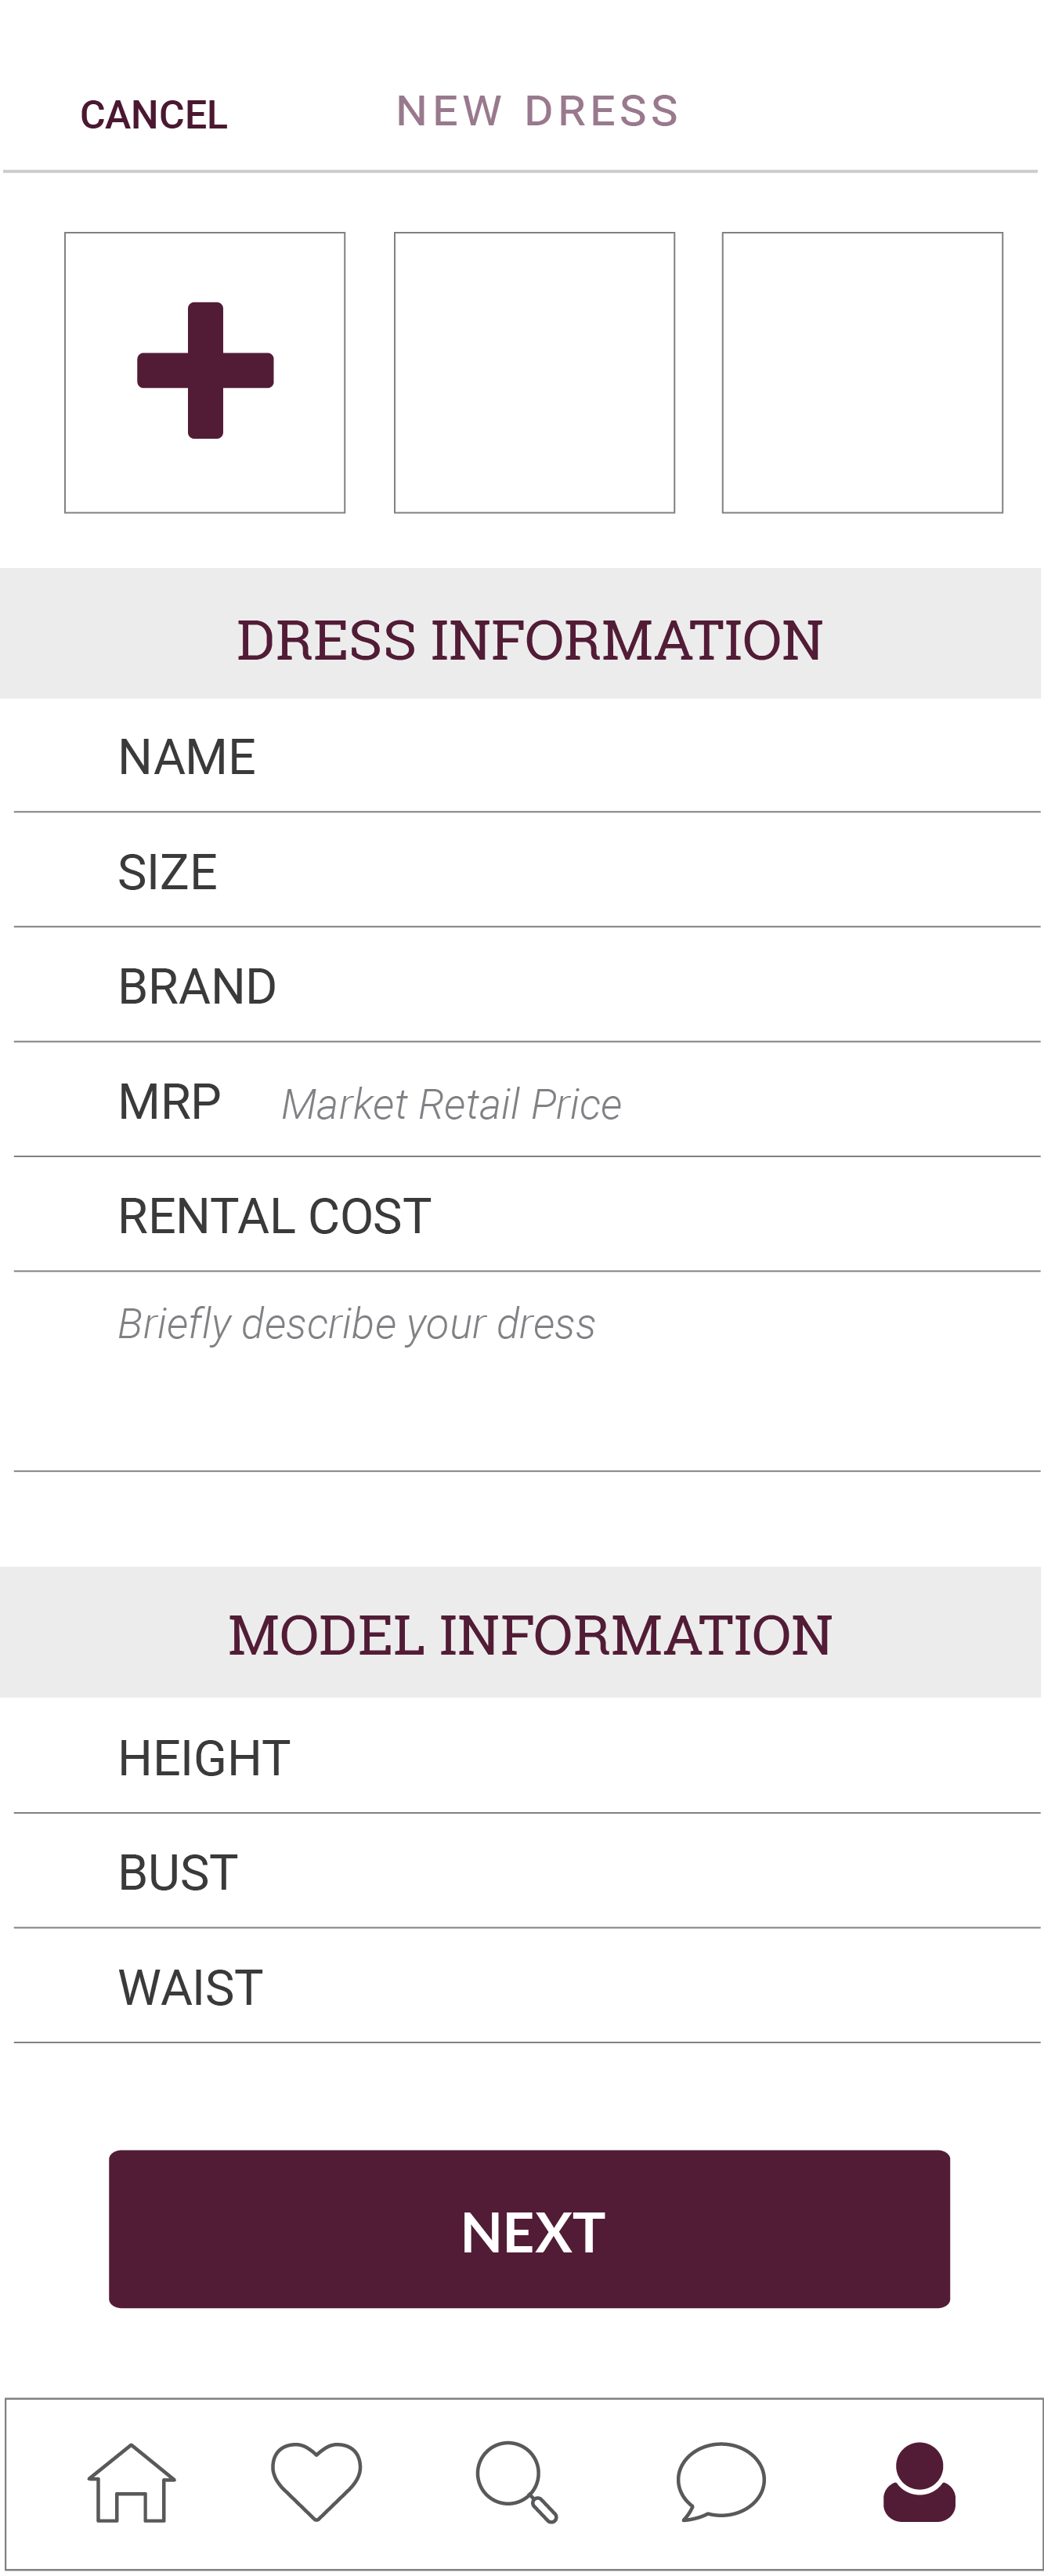 CANCEL NEW DRESS
DRESS INFORMATION
NAME
SIZE
BRAND
MRP Market Retail Price
RENTAL COST
Briefly describe your dress
MODEL INFORMATION
HEIGHT
BUST
WAIST
NEXT